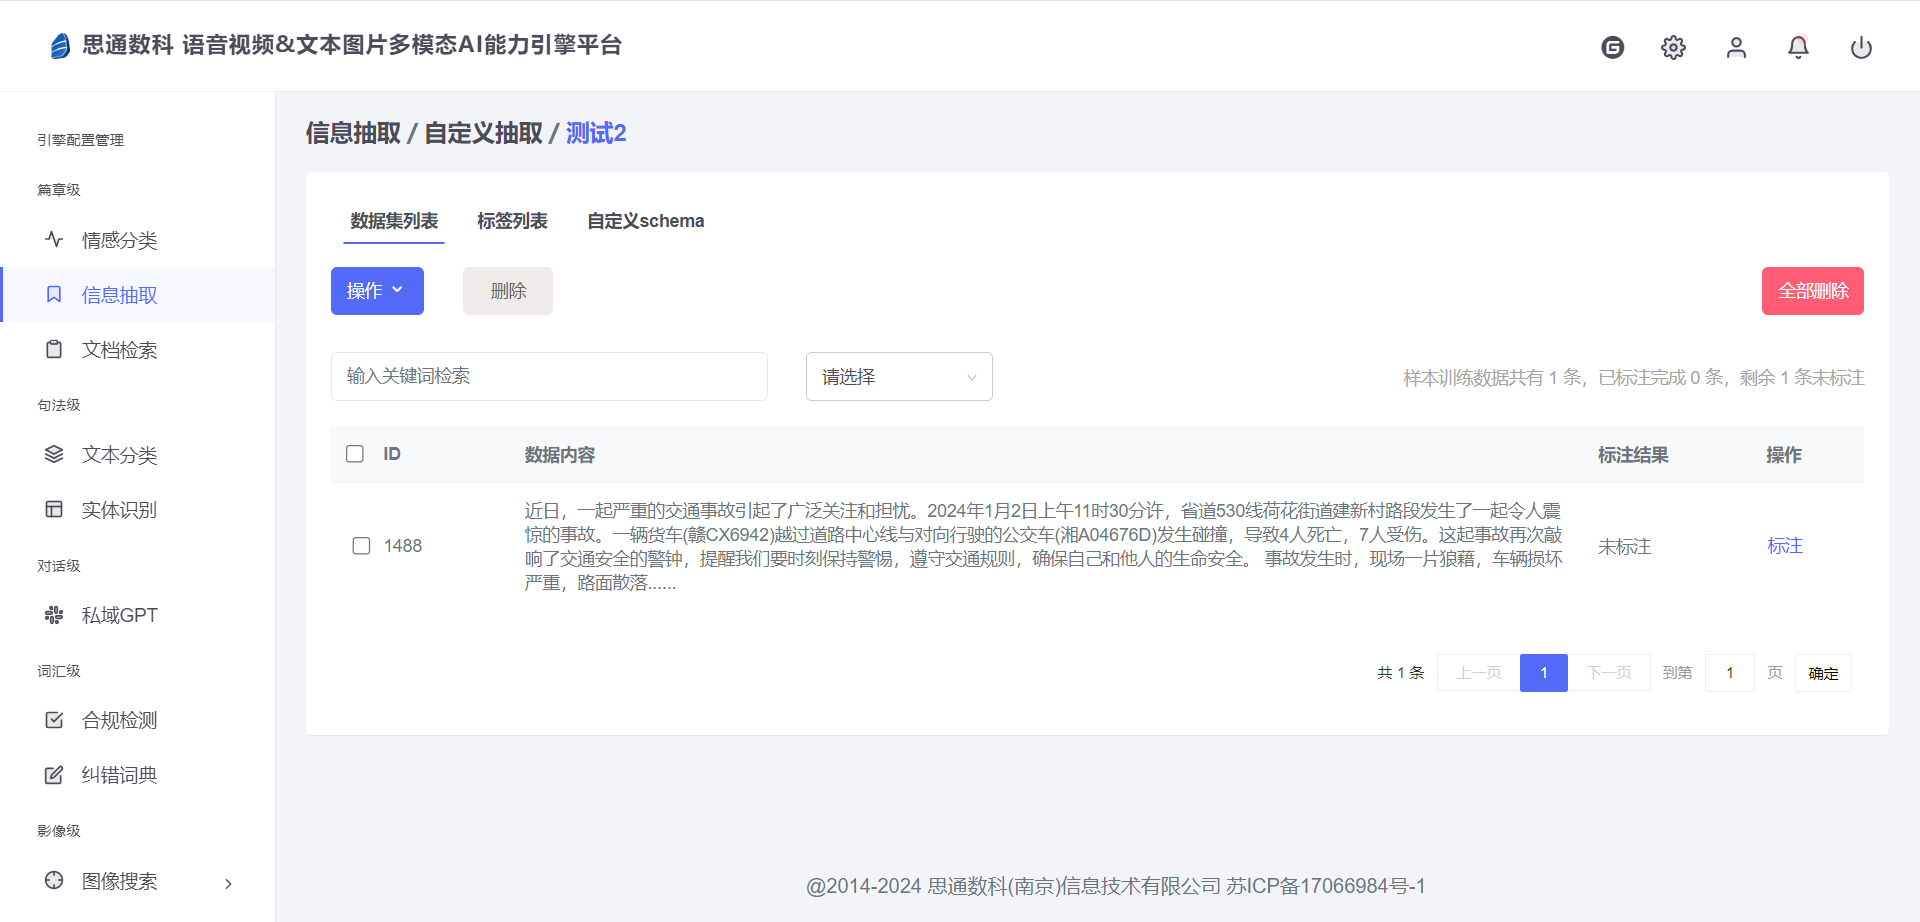 思通数科 语音视频&文本图片多模态AI能力引擎平台
引擎配置管理
篇章级
情感分类
信息抽取
文档检索
句法级
文本分类
实体识别
对话级
私域GPT
词汇级
合规检测
纠错词典
影像级
图像搜索
信息抽取 / 自定义抽取 / 测试2
数据集列表 标签列表 自定义schema
操作 删除 全部删除
输入关键词检索 请选择 样本训练数据共有 1 条，已标注完成 0 条，剩余 1 条未标注
ID 数据内容 标注结果 操作
1488
近日，一起严重的交通事故引起了广泛关注和担忧。2024年1月2日上午11时30分许，省道530线荷花街道建新村路段发生了一起令人震
惊的事故。一辆货车(赣CX6942)越过道路中心线与对向行驶的公交车(湘A04676D)发生碰撞，导致4人死亡，7人受伤。这起事故再次敲
响了交通安全的警钟，提醒我们要时刻保持警惕，遵守交通规则，确保自己和他人的生命安全。 事故发生时，现场一片狼藉，车辆损坏
严重，路面散落......
未标注 标注
共 1 条 上一页 1 下一页 到第 1 页 确定
@2014-2024 思通数科(南京)信息技术有限公司 苏ICP备17066984号-1